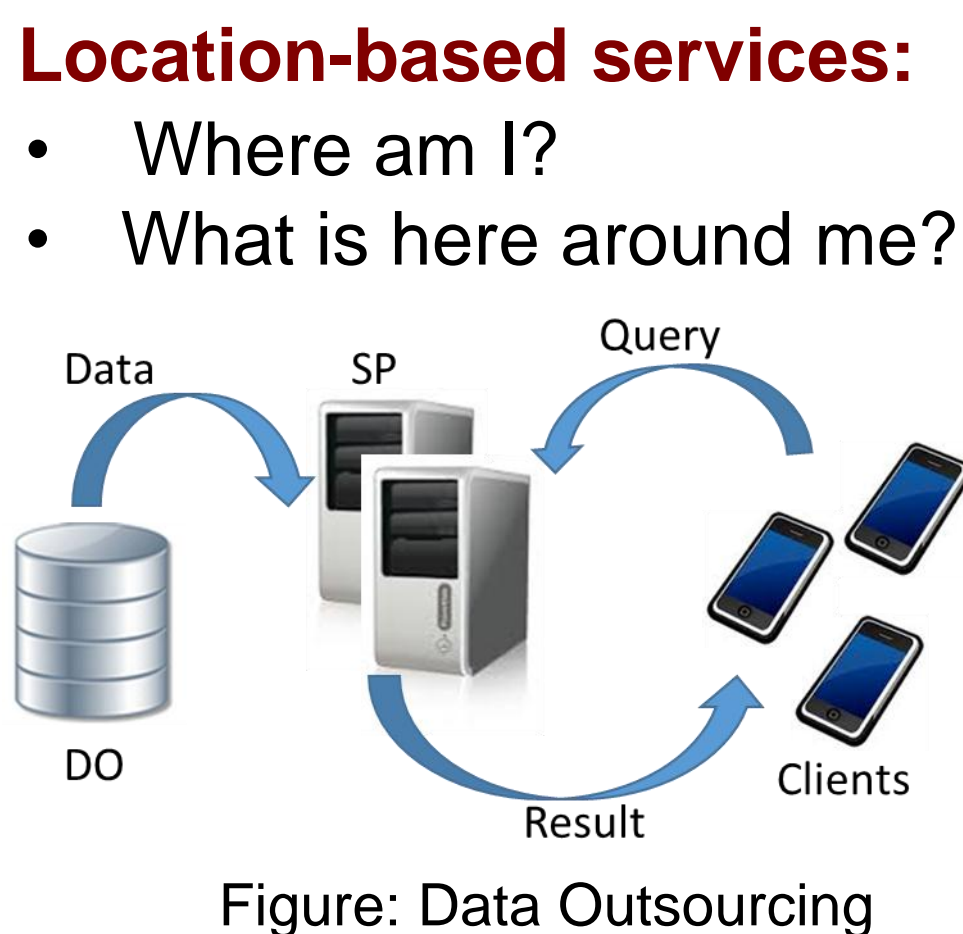 Location-based services:
• Where am I?
• What is here around me?
Data
SP
Query
DO
Clients
Result
Figure: Data Outsourcing